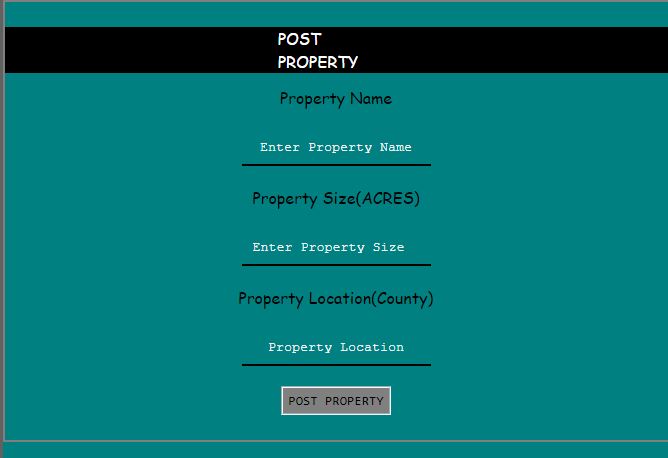 POST
PROPERTY
Property Name
Enter Property Name
Property Size(ACRES)
Enter Property Size
Property Location(County)
Property Location
POST PROPERTY